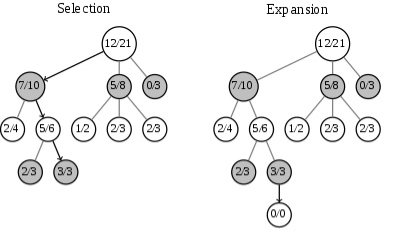 Selection Expansion
12/21 12/21
7/10 5/8 0/3 7/10 5/8 0/3
2/4 5/6 1/2 2/3 2/3 2/4 5/6 1/2 2/3 2/3
2/3 3/3 2/3 3/3
0/0